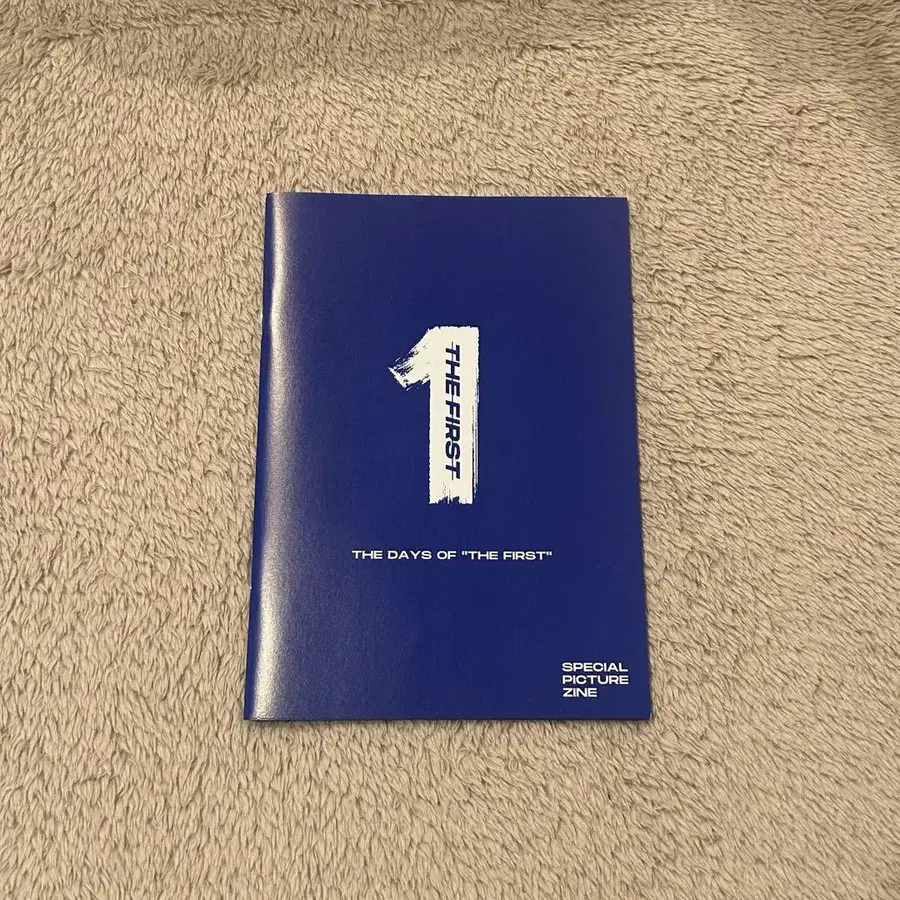 1
THE FIRST
THE DAYS OF "THE FIRST"
SPECIAL
PICTURE
ZINE